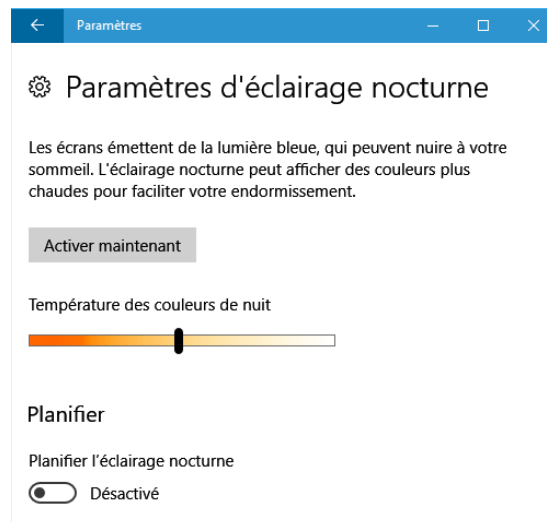 Paramètres
Paramètres d'éclairage nocturne
Les écrans émettent de la lumière bleue, qui peuvent nuire à votre
sommeil. L'éclairage nocturne peut afficher des couleurs plus
chaudes pour faciliter votre endormissement.
Activer maintenant
Température des couleurs de nuit
Planifier
Planifier l'éclairage nocturne
Désactivé